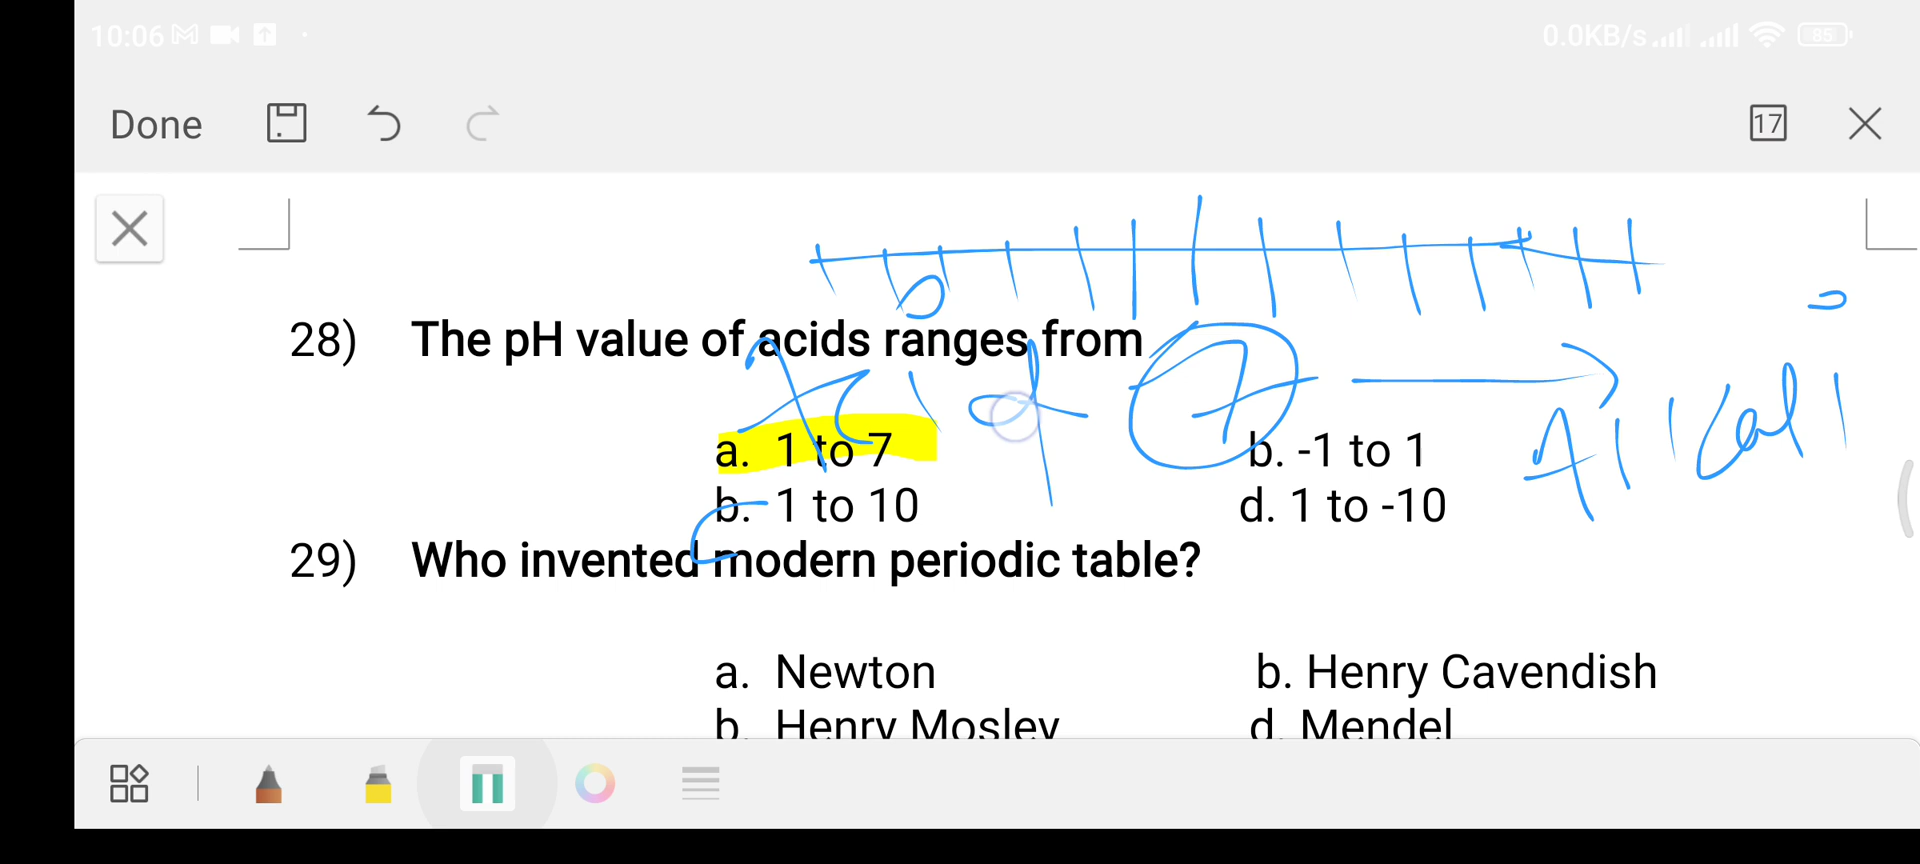 10:06 0.0KB/s 85
Done 17
28) The pH value of acids ranges from
Acid 7 Alkali
a. 1 to 7 b. -1 to 1
b. 1 to 10 d. 1 to -10
29) Who invented modern periodic table?
a. Newton b. Henry Cavendish
b. Henry Mosley d. Mendel